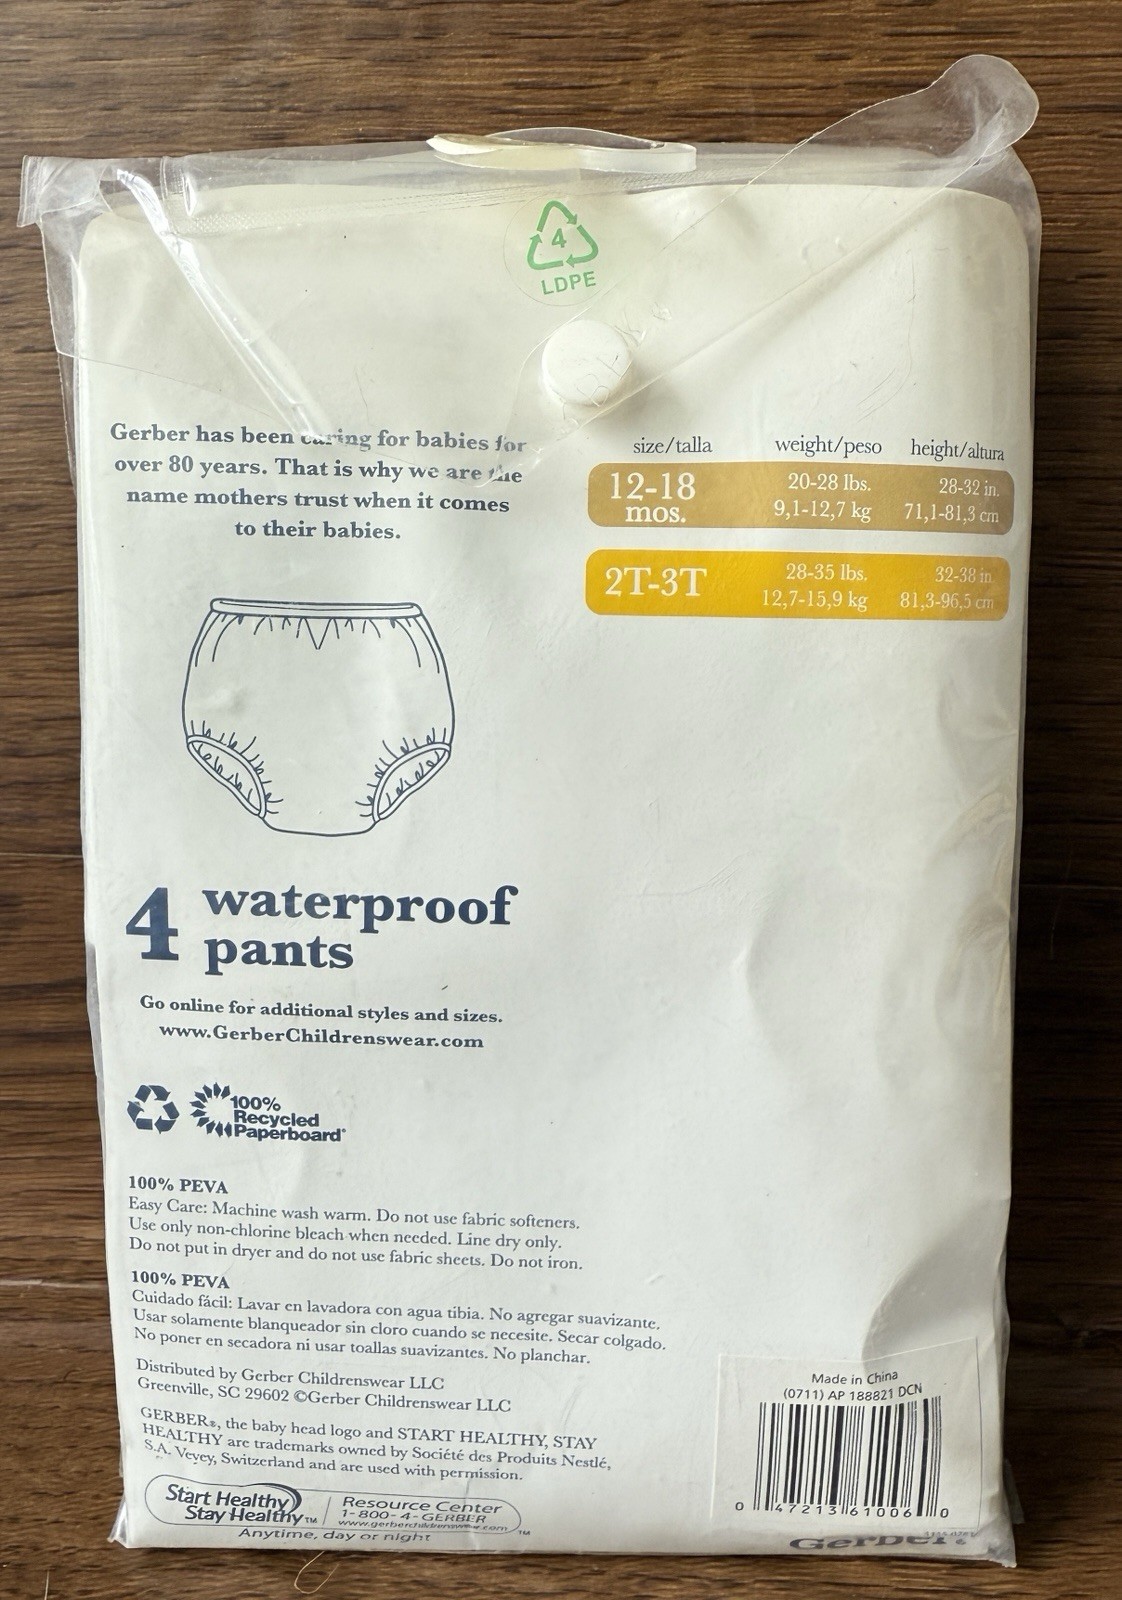 4
LDPE
Gerber has been caring for babies for
over 80 years. That is why we are the
name mothers trust when it comes
to their babies.
size/talla weight/peso height/altura
12-18 mos. 20-28 lbs. 28-32 in.
9,1-12,7 kg 71,1-81,3 cm
2T-3T 28-35 lbs. 32-38 in.
12,7-15,9 kg 81,3-96,5 cm
4 waterproof
pants
Go online for additional styles and sizes.
www.GerberChildrenswear.com
100%
Recycled
Paperboard
100% PEVA
Easy Care: Machine wash warm. Do not use fabric softeners.
Use only non-chlorine bleach when needed. Line dry only.
Do not put in dryer and do not use fabric sheets. Do not iron.
100% PEVA
Cuidado fácil: Lavar en lavadora con agua tibia. No agregar suavizante.
Usar solamente blanqueador sin cloro cuando se necesite. Secar colgado.
No poner en secadora ni usar toallas suavizantes. No planchar.
Distributed by Gerber Childrenswear LLC
Greenville, SC 29602 ©Gerber Childrenswear LLC
GERBER®, the baby head logo and START HEALTHY, STAY
HEALTHY are trademarks owned by Société des Produits Nestlé,
S.A. Vevey, Switzerland and are used with permission.
Start Healthy
Stay Healthy™
Resource Center
1-800-4-GERBER
www.gerberchildrenswear.com
Anytime, day or night
Made in China
(0711) AP 188821 DCN
0 47213 61006 0
Gerber®